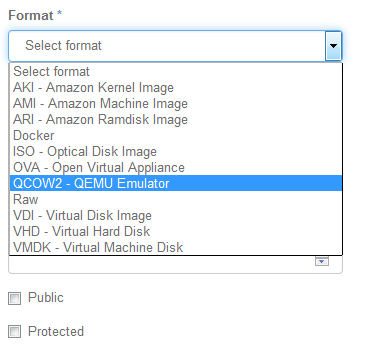 Format *
Select format
Select format
AKI - Amazon Kernel Image
AMI - Amazon Machine Image
ARI - Amazon Ramdisk Image
Docker
ISO - Optical Disk Image
OVA - Open Virtual Appliance
QCOW2 - QEMU Emulator
Raw
VDI - Virtual Disk Image
VHD - Virtual Hard Disk
VMDK - Virtual Machine Disk
Public
Protected